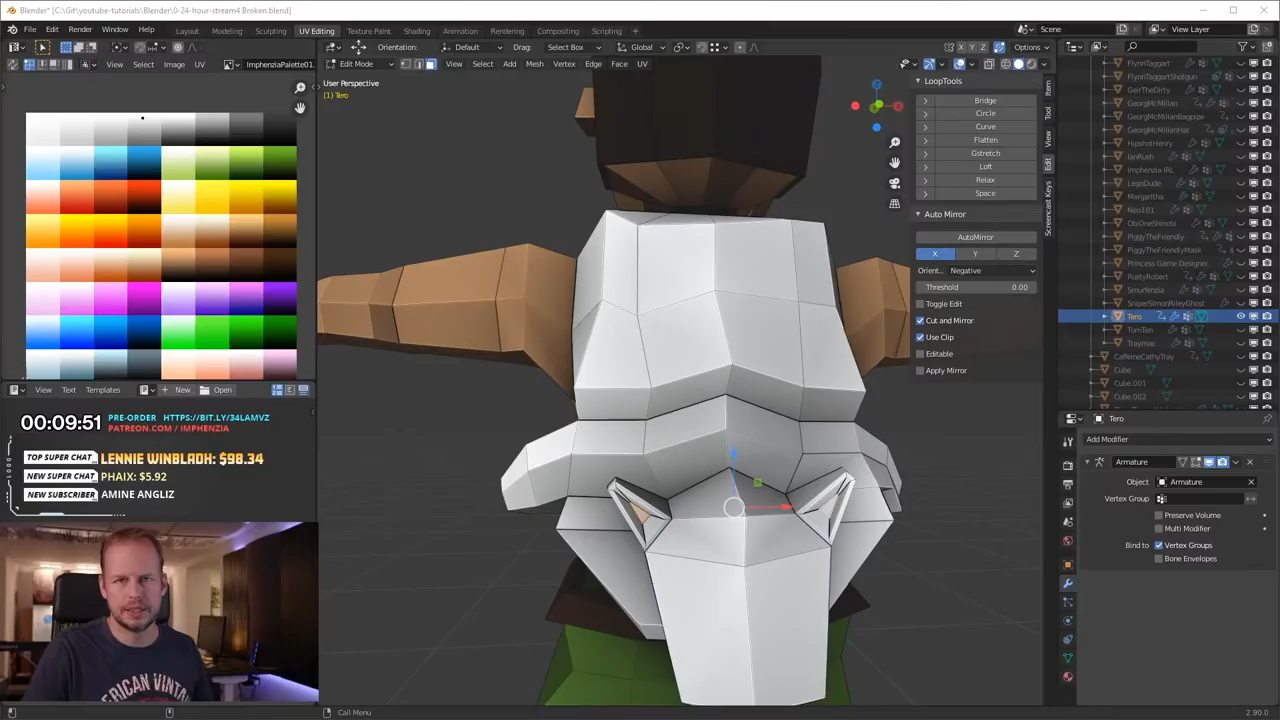 Blender* [C:\Git\youtube-tutorials\Blender\0-24-hour-stream4 Broken.blend]
File Edit Render Window Help Layout Modeling Sculpting UV Editing Texture Paint Shading Animation Rendering Compositing Scripting + Scene View Layer
Orientation: Default Drag: Select Box Global X Y Z Options
View Select Image UV ImphenziaPalette01. Edit Mode View Select Add Mesh Vertex Edge Face UV
User Perspective
(1) Tero
LoopTools
Bridge
Circle
Curve
Flatten
Gstretch
Loft
Relax
Space
Auto Mirror
AutoMirror
X Y Z
Orient.. Negative
Threshold 0.00
Toggle Edit
Cut and Mirror
Use Clip
Editable
Apply Mirror
Item
Tool
View
Edit
Screencast Keys
FlynnTaggart
FlynnTaggartShotgun
GeirTheDirty
GeorgMcMillan
GeorgMcMillanBagpipe
GeorgMcMillanHat
HipshotHenry
IanRush
Imphenzia IRL
LegoDude
Margaritha
Neo101
ObiOneShinobi
PiggyTheFriendly
PiggyTheFriendlyMask
Princess Game Designer
RustyRobert
Smurfenzia
SniperSimonRileyGhost
Tero
TomTen
Traymac
CaffeineCathyTray
Cube
Cube.001
Cube.002
Tero
Add Modifier
Armature
Object Armature
Vertex Group
Preserve Volume
Multi Modifier
Bind to Vertex Groups
Bone Envelopes
View Text Templates + New Open
00:09:51
PRE-ORDER HTTPS://BIT.LY/34LAMVZ
PATREON.COM/IMPHENZIA
TOP SUPER CHAT LENNIE WINBLADH: $98.34
NEW SUPER CHAT PHAIX: $5.92
NEW SUBSCRIBER AMINE ANGLIZ
Call Menu
2.90.0